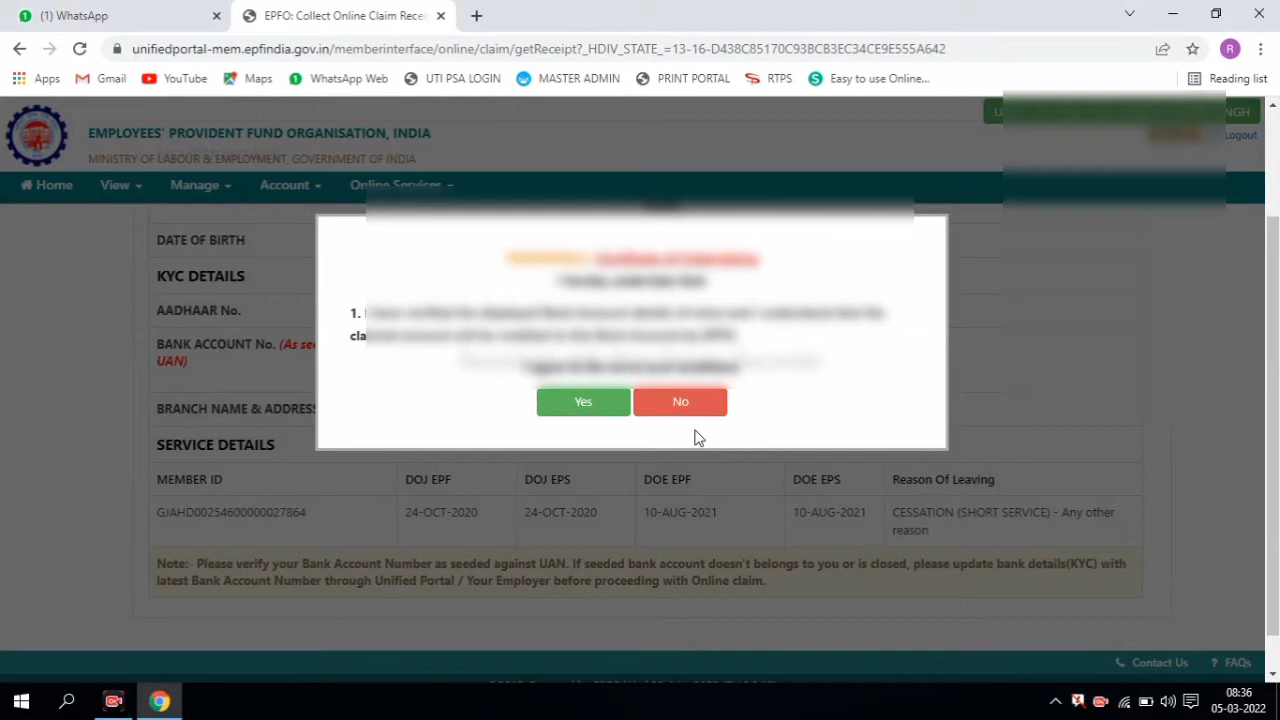 (1) WhatsApp
EPFO: Collect Online Claim Recei
unifiedportal-mem.epfindia.gov.in/memberinterface/online/claim/getReceipt?_HDIV_STATE_=13-16-D438C85170C93BCB3EC34CE9E555A642
R
Apps Gmail YouTube Maps WhatsApp Web UTI PSA LOGIN MASTER ADMIN PRINT PORTAL RTPS Easy to use Online... Reading list
EMPLOYEES' PROVIDENT FUND ORGANISATION, INDIA
NGH
Logout
MINISTRY OF LABOUR & EMPLOYMENT, GOVERNMENT OF INDIA
Home View Manage Account Online Services
DATE OF BIRTH
KYC DETAILS
AADHAAR No.
BANK ACCOUNT No. (As see
UAN)
BRANCH NAME & ADDRESS
1.
cla
Yes No
SERVICE DETAILS
MEMBER ID DOJ EPF DOJ EPS DOE EPF DOE EPS Reason Of Leaving
GJAHD00254600000027864 24-OCT-2020 24-OCT-2020 10-AUG-2021 10-AUG-2021 CESSATION (SHORT SERVICE) - Any other
reason
Note:- Please verify your Bank Account Number as seeded against UAN. If seeded bank account doesn't belongs to you or is closed, please update bank details(KYC) with
latest Bank Account Number through Unified Portal / Your Employer before proceeding with Online claim.
Contact Us ? FAQs
08:36
05-03-2022